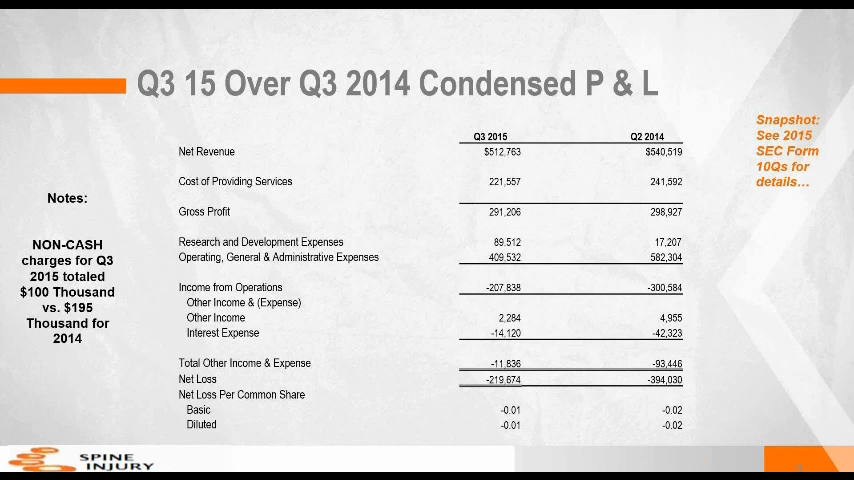 Q3 15 Over Q3 2014 Condensed P & L
Snapshot:
See 2015
SEC Form
10Qs for
details…
Notes:
NON-CASH
charges for Q3
2015 totaled
$100 Thousand
vs. $195
Thousand for
2014
Q3 2015 Q2 2014
Net Revenue $512,763 $540,519
Cost of Providing Services 221,557 241,592
Gross Profit 291,206 298,927
Research and Development Expenses 89,512 17,207
Operating, General & Administrative Expenses 409,532 582,304
Income from Operations -207,838 -300,584
Other Income & (Expense)
Other Income 2,284 4,955
Interest Expense -14,120 -42,323
Total Other Income & Expense -11,836 -93,446
Net Loss -219,674 -394,030
Net Loss Per Common Share
Basic -0.01 -0.02
Diluted -0.01 -0.02
SPINE
INJURY